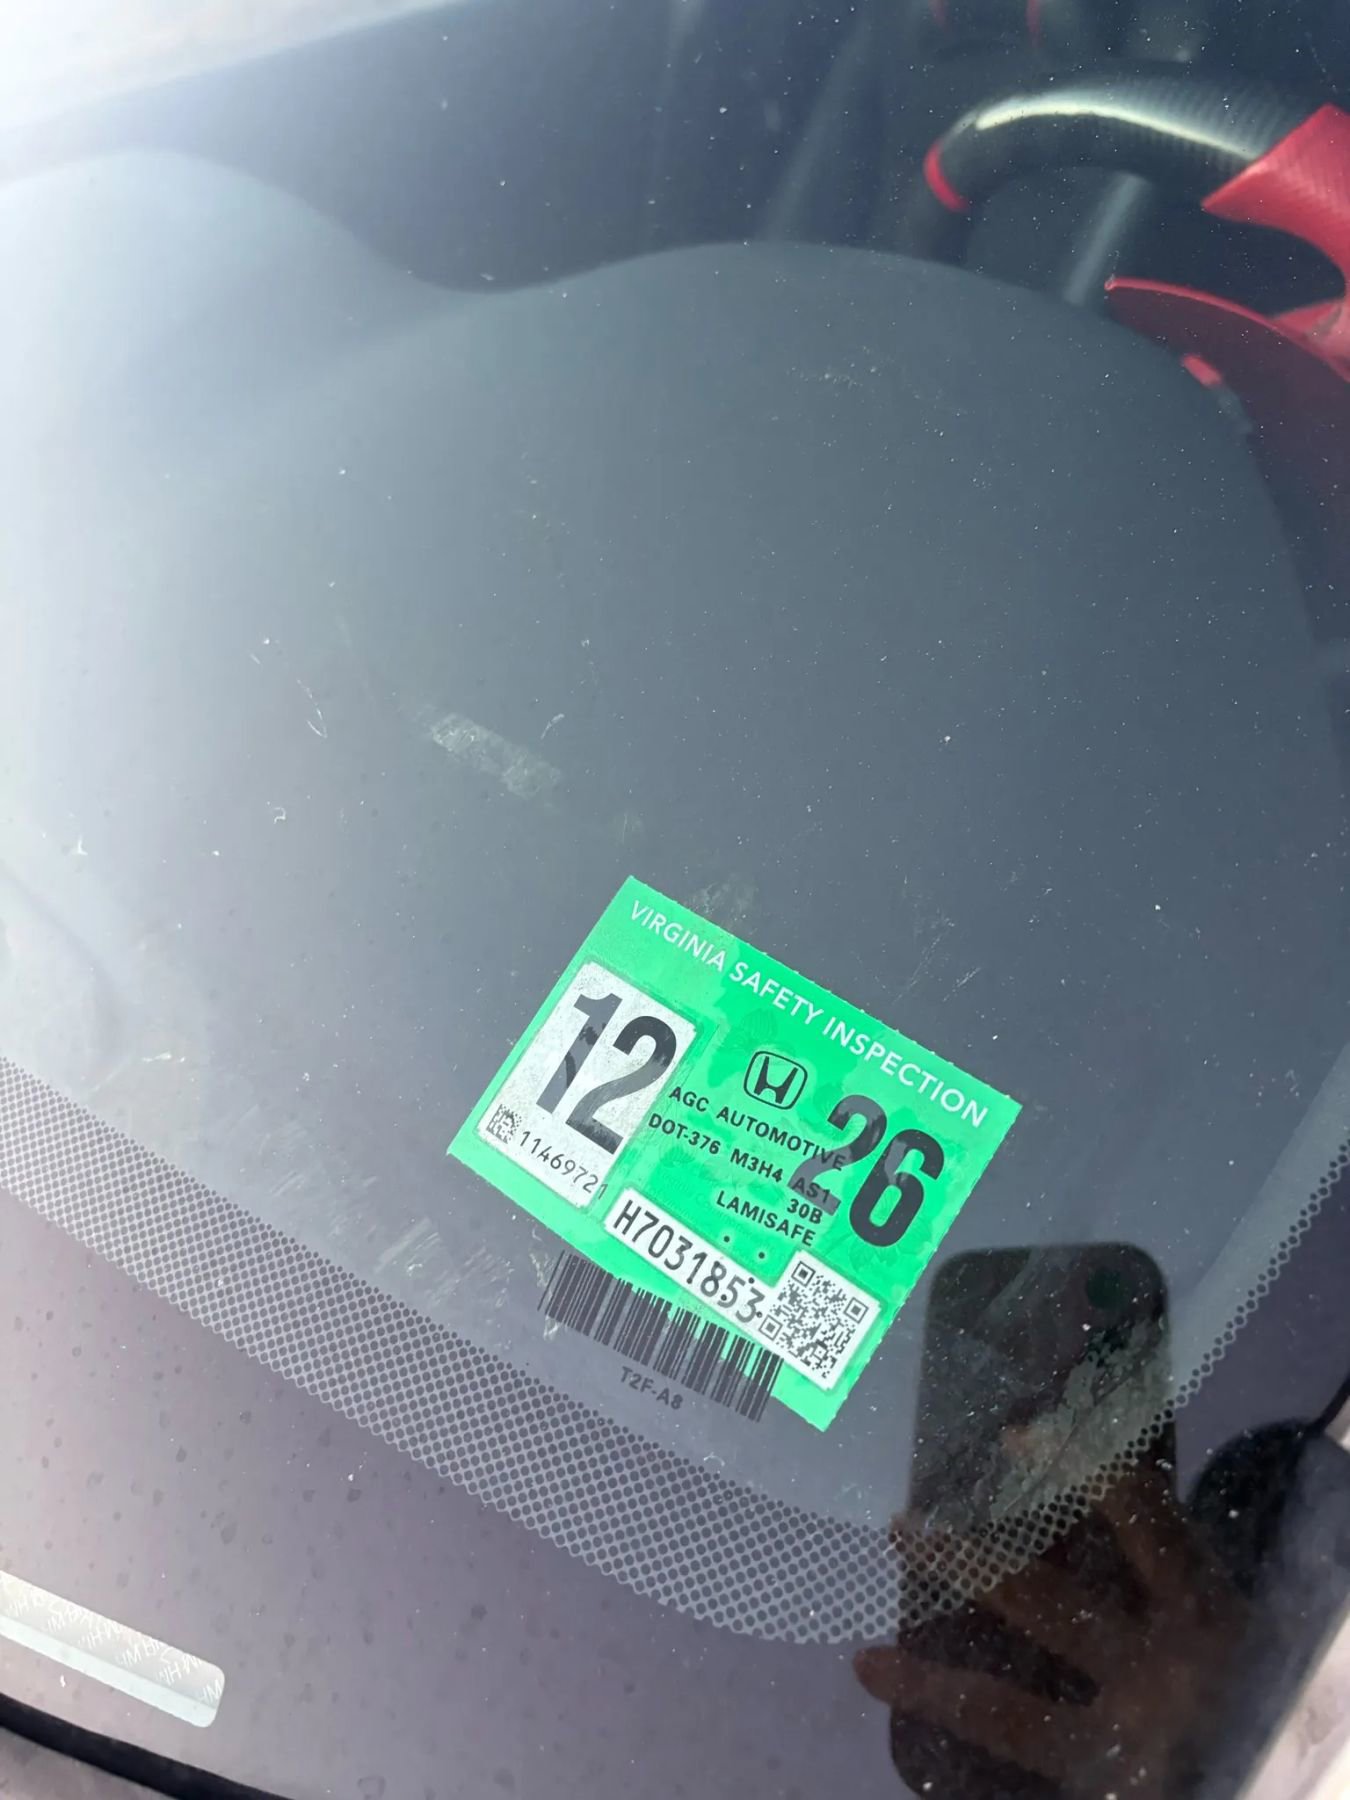 VIRGINIA SAFETY INSPECTION
12
26
AGC AUTOMOTIVE
DOT-376 M3H4 AS1
30B
LAMISAFE
11469721
H7031853
T2F-A8